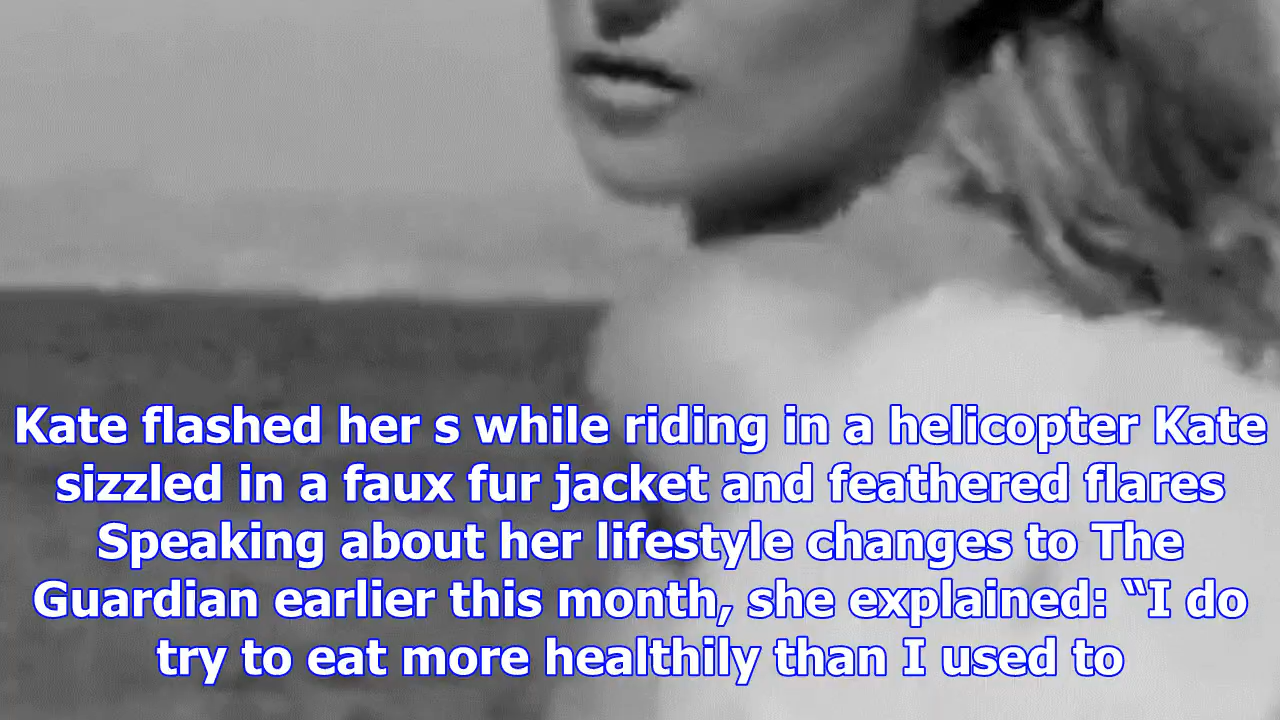 Kate flashed her s while riding in a helicopter Kate
sizzled in a faux fur jacket and feathered flares
Speaking about her lifestyle changes to The
Guardian earlier this month, she explained: “I do
try to eat more healthily than I used to